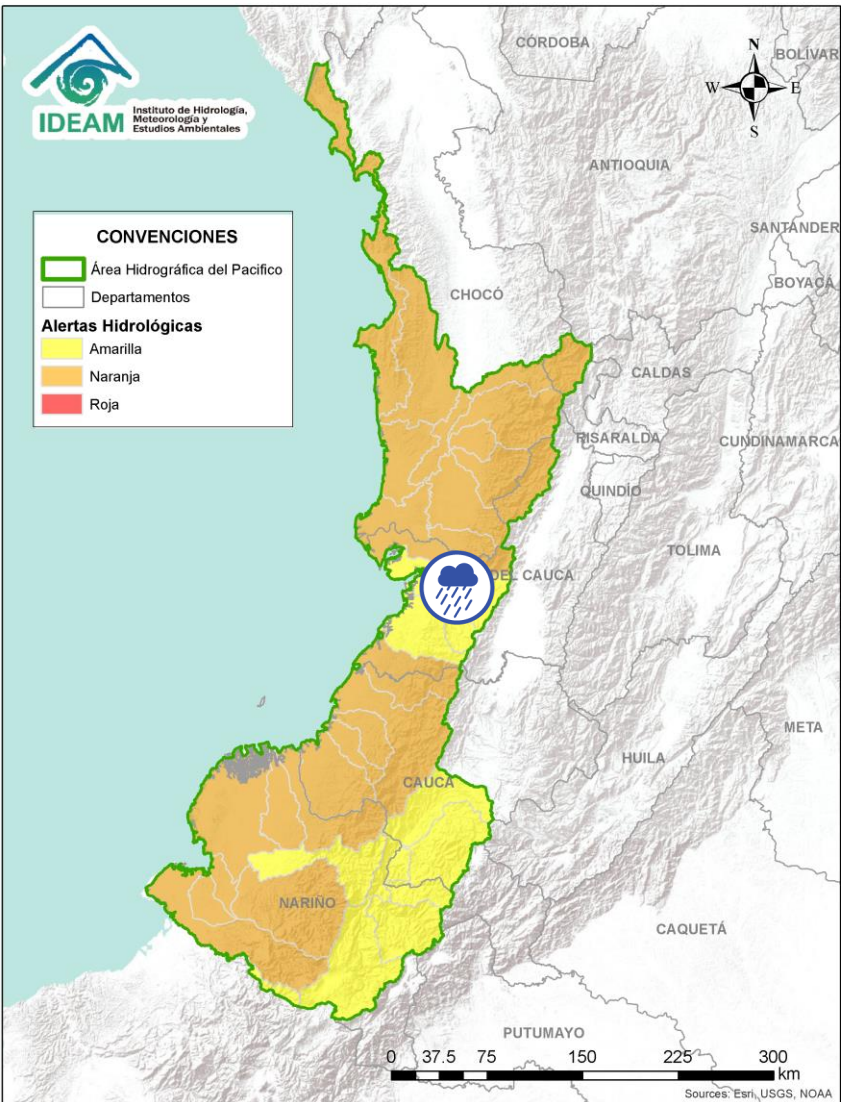 IDEAM
Instituto de Hidrología,
Meteorología y
Estudios Ambientales
N
W
E
S
CÓRDOBA
BOLIVAR
ANTIOQUIA
SANTANDER
BOYACÁ
CHOCÓ
CALDAS
RISARALDA
CUNDINAMARCA
QUINDÍO
TOLIMA
DEL CAUCA
META
HUILA
CAUCA
NARIÑO
CAQUETÁ
PUTUMAYO
CONVENCIONES
Área Hidrográfica del Pacifico
Departamentos
Alertas Hidrológicas
Amarilla
Naranja
Roja
0 37.5 75 150 225 300
km
Sources: Esri, USGS, NOAA